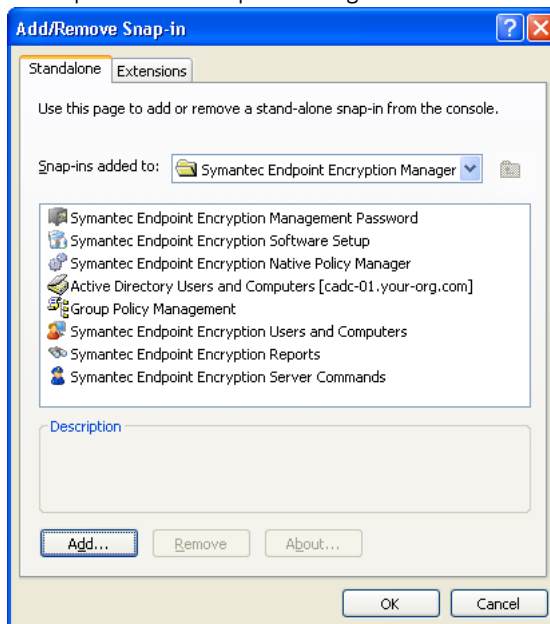 Add/Remove Snap-in
Standalone
Extensions
Use this page to add or remove a stand-alone snap-in from the console.
Snap-ins added to:
Symantec Endpoint Encryption Manager
Symantec Endpoint Encryption Management Password
Symantec Endpoint Encryption Software Setup
Symantec Endpoint Encryption Native Policy Manager
Active Directory Users and Computers [cadc-01.your-org.com]
Group Policy Management
Symantec Endpoint Encryption Users and Computers
Symantec Endpoint Encryption Reports
Symantec Endpoint Encryption Server Commands
Description
Add...
Remove
About...
OK
Cancel